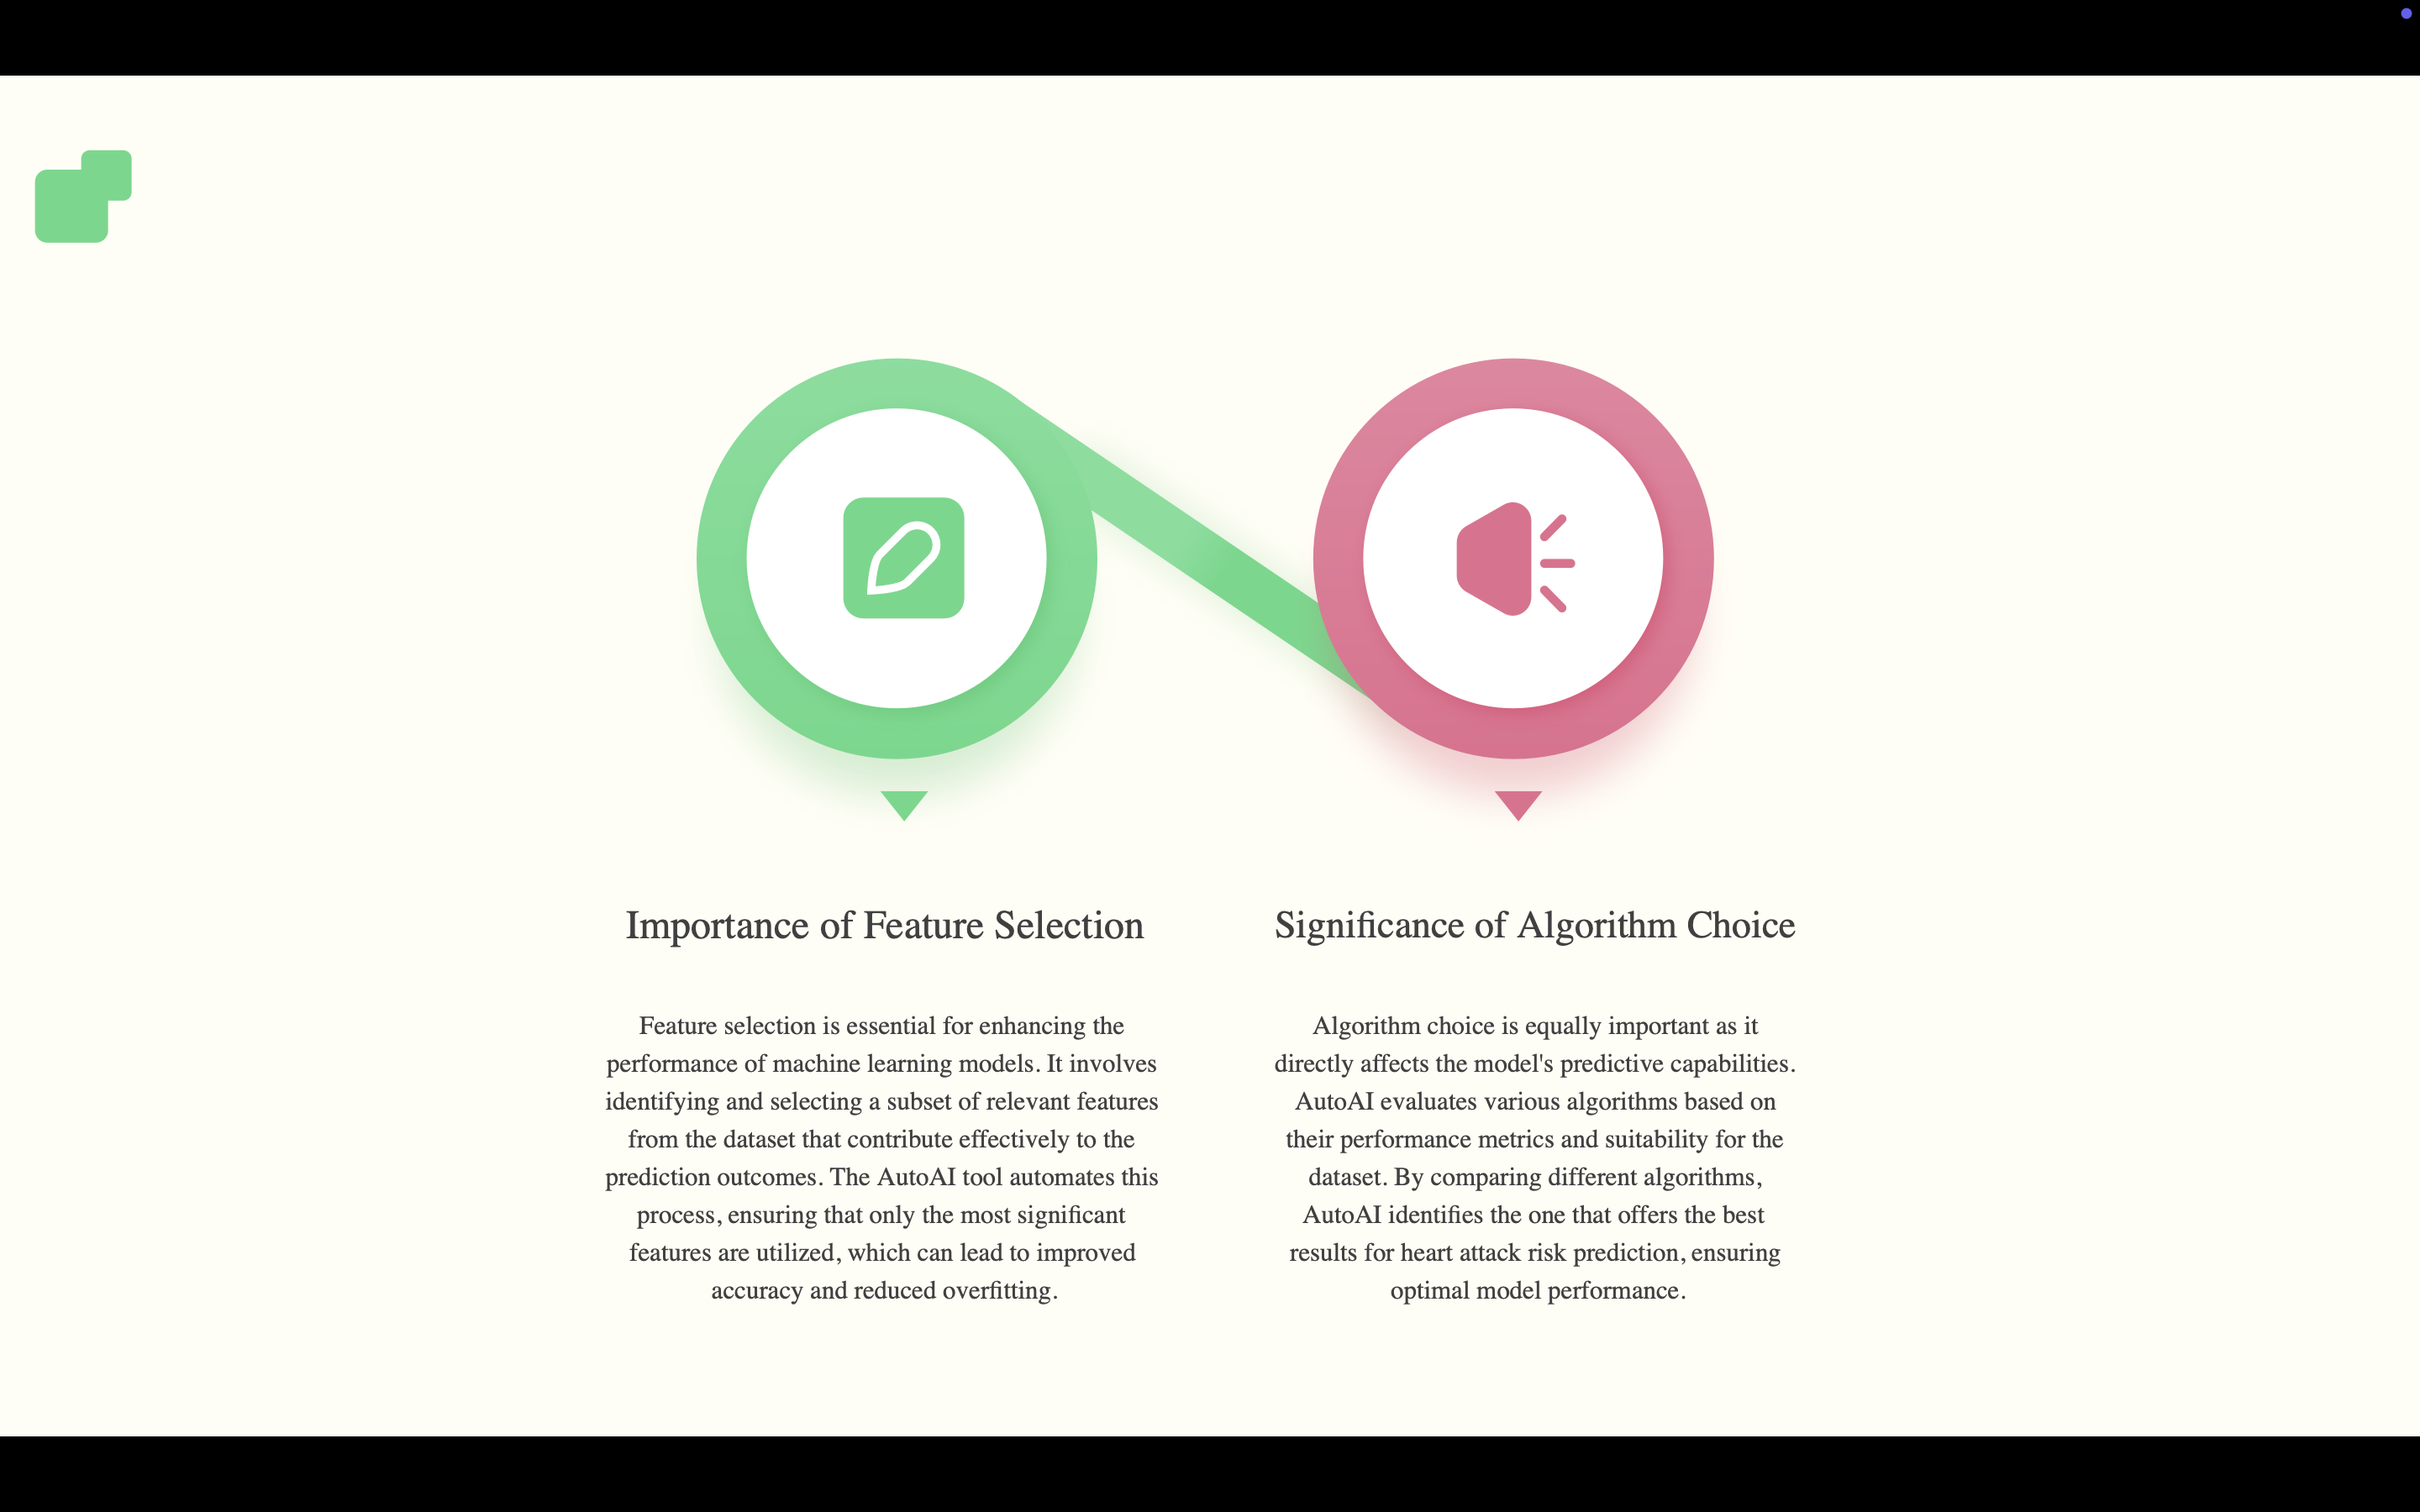 Importance of Feature Selection
Feature selection is essential for enhancing the
performance of machine learning models. It involves
identifying and selecting a subset of relevant features
from the dataset that contribute effectively to the
prediction outcomes. The AutoAI tool automates this
process, ensuring that only the most significant
features are utilized, which can lead to improved
accuracy and reduced overfitting.
Significance of Algorithm Choice
Algorithm choice is equally important as it
directly affects the model's predictive capabilities.
AutoAI evaluates various algorithms based on
their performance metrics and suitability for the
dataset. By comparing different algorithms,
AutoAI identifies the one that offers the best
results for heart attack risk prediction, ensuring
optimal model performance.